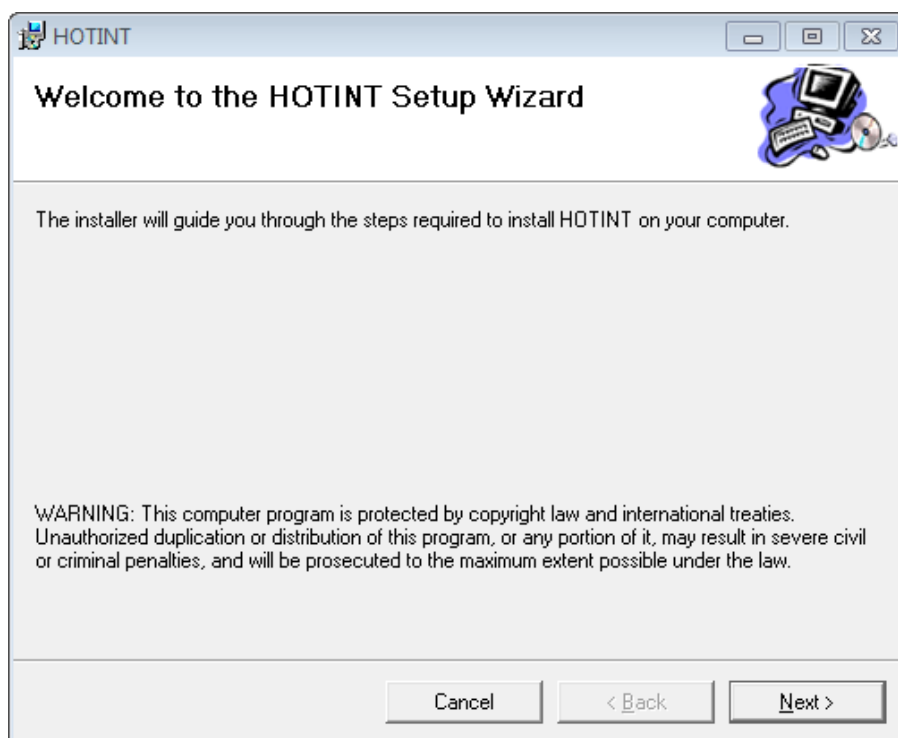 HOTINT
Welcome to the HOTINT Setup Wizard
The installer will guide you through the steps required to install HOTINT on your computer.
WARNING: This computer program is protected by copyright law and international treaties.
Unauthorized duplication or distribution of this program, or any portion of it, may result in severe civil
or criminal penalties, and will be prosecuted to the maximum extent possible under the law.
Cancel
< Back
Next >